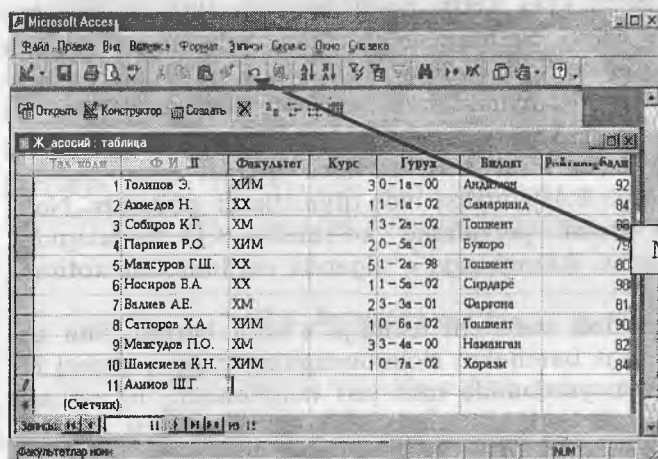 Microsoft Access
Файл Правка Вид Вставка Формат Записи Сервис Окно Справка
Открыть Конструктор Создать
Ж_асосий : таблица
Факультет Курс Гурух Вилоят
1 Толипов Э. ХИМ 3 0-1а-00 Андижон 92
2 Ахмедов Н. ХХ 1 1-1а-02 Самарканд 84
3 Собиров К.Г. ХМ 1 3-2а-02 Тошкент
4 Парпиев Р.О. ХИМ 2 0-5а-01 Бухоро 79
5 Мансуров Г.Ш. ХХ 5 1-2а-98 Тошкент 80
6 Носиров Б.А. ХХ 1 1-5а-02 Сирдарё 98
7 Валиев А.Е. ХМ 2 3-3а-01 Фаргона 81
8 Сатторов Х.А. ХИМ 1 0-6а-02 Тошкент 90
9 Махсудов П.О. ХМ 3 3-4а-00 Наманган 82
10 Шамсиева К.Н. ХИМ 1 0-7а-02 Хоразм 84
11 Алимов Ш.Г.
(Счетчик)
Запись: 11 из 11
Факультетлар номи NUM